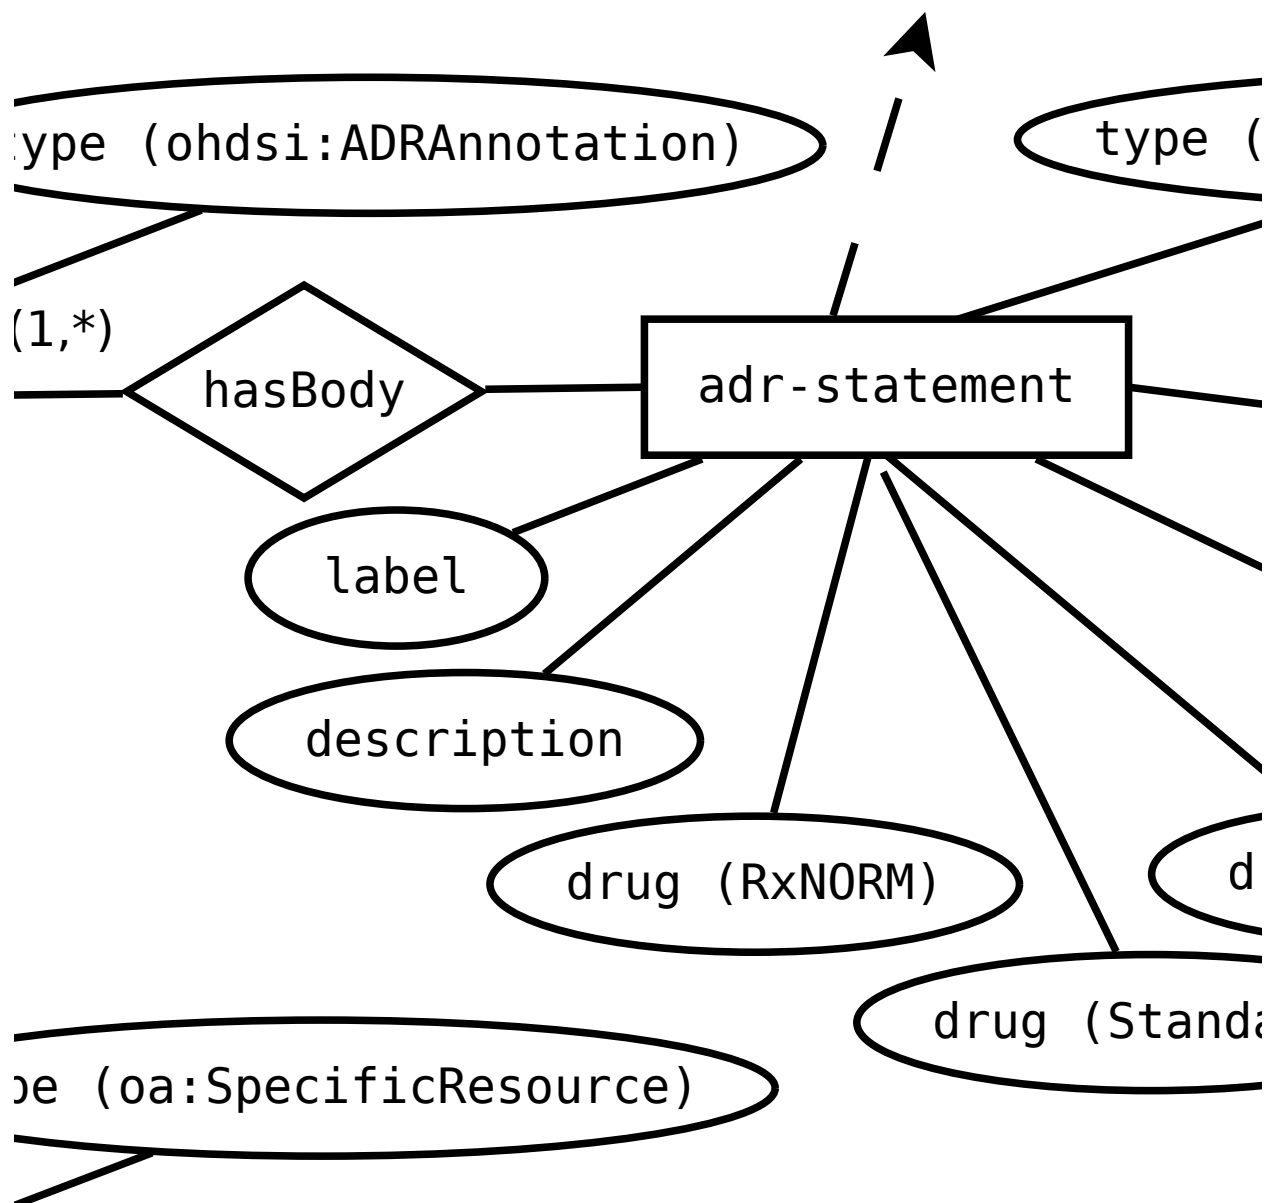 type (ohdsi:ADRAnnotation)
type (
(1,*)
hasBody
adr-statement
label
description
drug (RxNORM)
d
drug (Standa
pe (oa:SpecificResource)